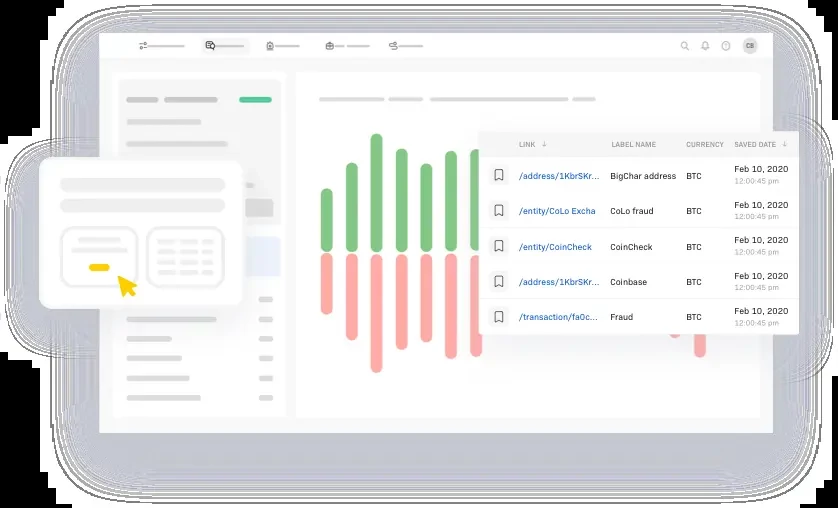 CB
LINK LABEL NAME CURRENCY SAVED DATE
/address/1KbrSKr... BigChar address BTC Feb 10, 2020
12:00:45 pm
/entity/CoLo Excha CoLo fraud BTC Feb 10, 2020
12:00:45 pm
/entity/CoinCheck CoinCheck BTC Feb 10, 2020
12:00:45 pm
/address/1KbrSKr... Coinbase BTC Feb 10, 2020
12:00:45 pm
/transaction/fa0c... Fraud BTC Feb 10, 2020
12:00:45 pm